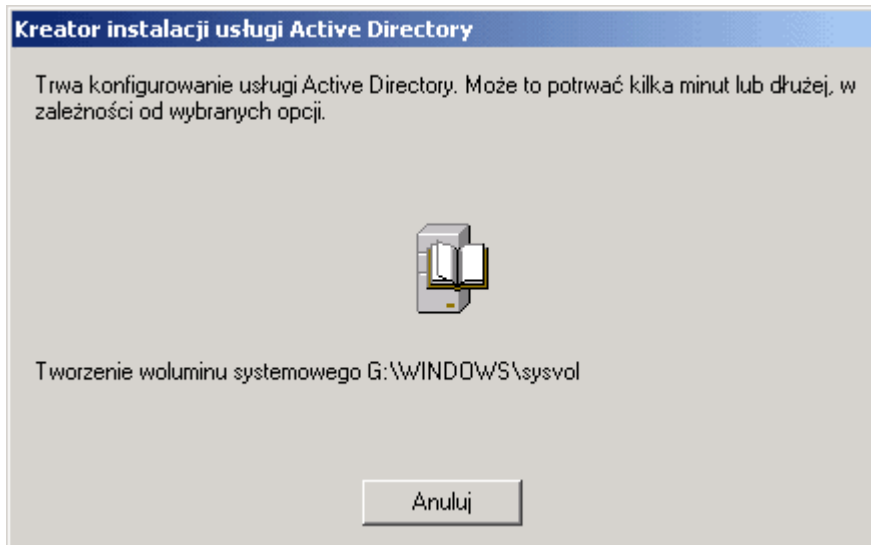 Kreator instalacji usługi Active Directory
Trwa konfigurowanie usługi Active Directory. Może to potrwać kilka minut lub dłużej, w
zależności od wybranych opcji.
Tworzenie woluminu systemowego G:\WINDOWS\sysvol
Anuluj